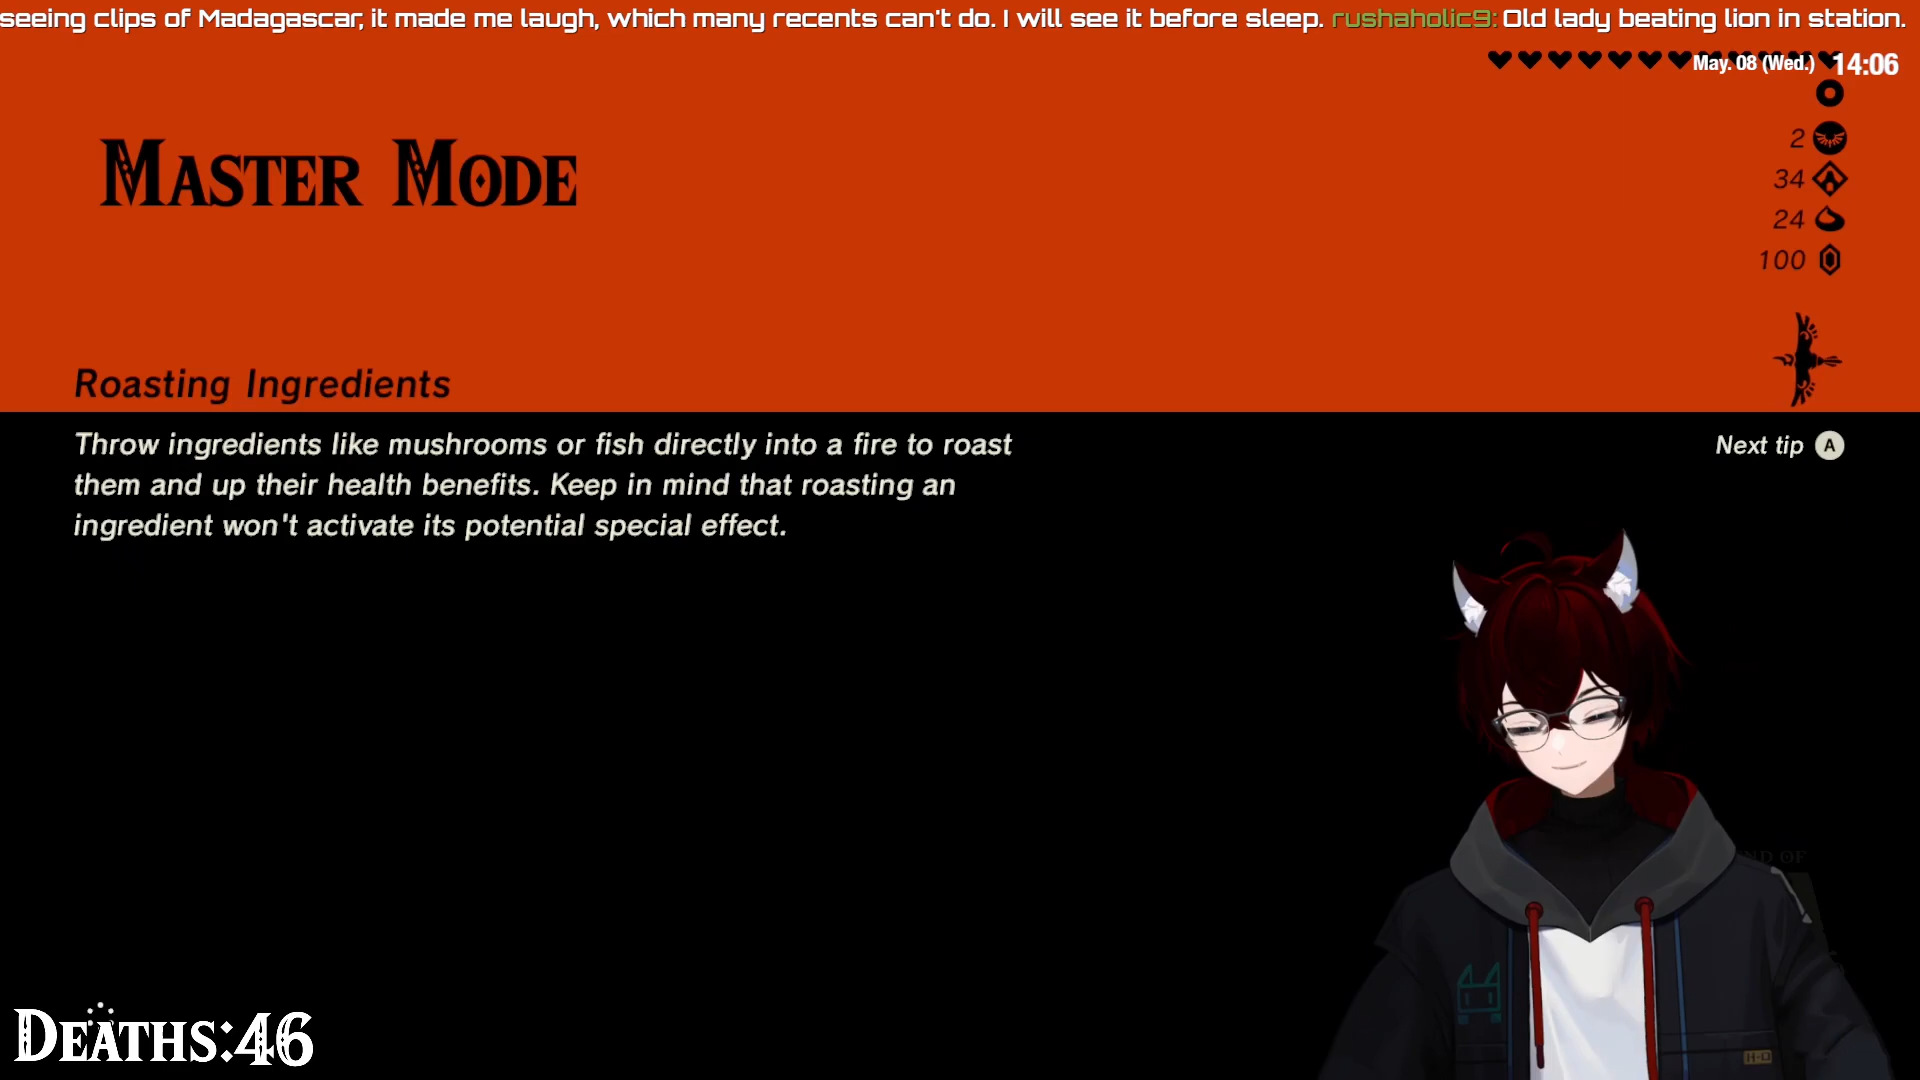 seeing clips of Madagascar, it made me laugh, which many recents can't do. I will see it before sleep. rushaholic9: Old lady beating lion in station.
May. 08 (Wed.) 14:06
MASTER MODE
2
34
24
100
Roasting Ingredients
Throw ingredients like mushrooms or fish directly into a fire to roast
them and up their health benefits. Keep in mind that roasting an
ingredient won't activate its potential special effect.
Next tip A
ND OF
H-O
DEATHS:46